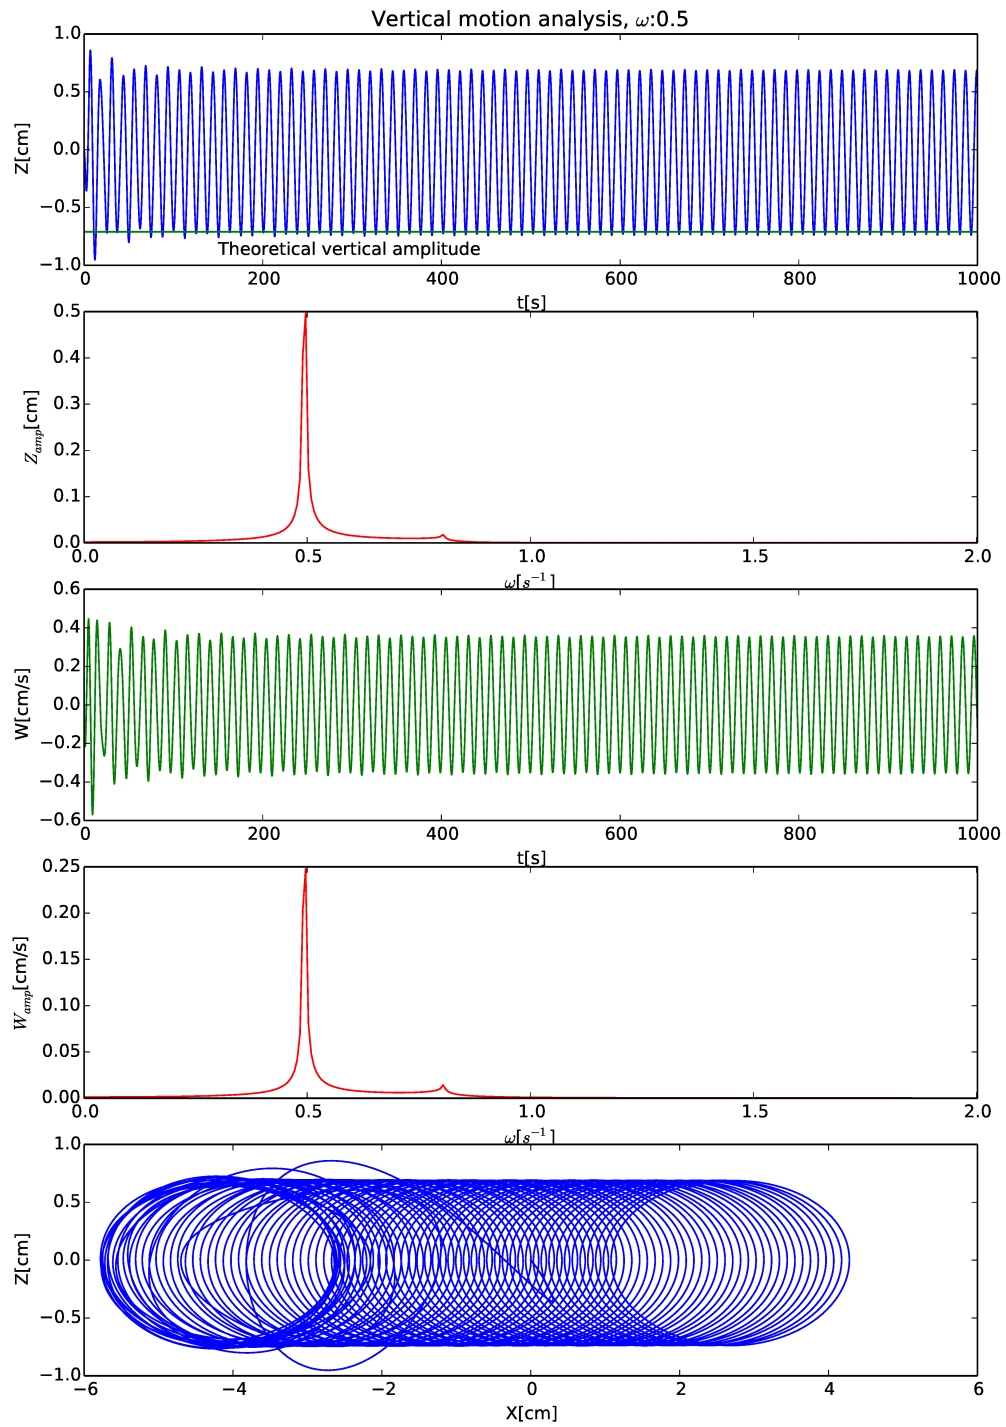 Vertical motion analysis, ω:0.5
1.0
0.5
0.0
−0.5
−1.0
Z[cm]
Theoretical vertical amplitude
0 200 400 600 800 1000
t[s]
0.5
0.4
0.3
0.2
0.1
0.0
Z_amp[cm]
0.0 0.5 1.0 1.5 2.0
ω[s⁻¹]
0.6
0.4
0.2
0.0
−0.2
−0.4
−0.6
W[cm/s]
0 200 400 600 800 1000
t[s]
0.25
0.20
0.15
0.10
0.05
0.00
W_amp[cm/s]
0.0 0.5 1.0 1.5 2.0
ω[s⁻¹]
1.0
0.5
0.0
−0.5
−1.0
Z[cm]
−6 −4 −2 0 2 4 6
X[cm]